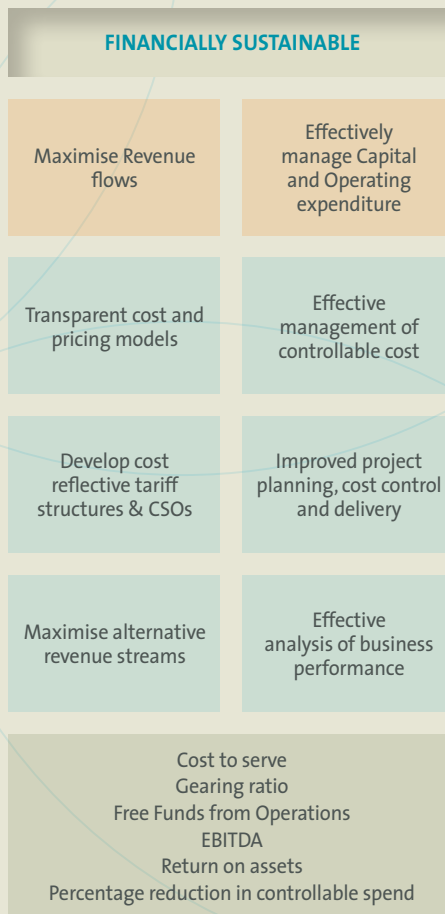 FINANCIALLY SUSTAINABLE
Maximise Revenue
flows
Effectively
manage Capital
and Operating
expenditure
Transparent cost and
pricing models
Effective
management of
controllable cost
Develop cost
reflective tariff
structures & CSOs
Improved project
planning, cost control
and delivery
Maximise alternative
revenue streams
Effective
analysis of business
performance
Cost to serve
Gearing ratio
Free Funds from Operations
EBITDA
Return on assets
Percentage reduction in controllable spend